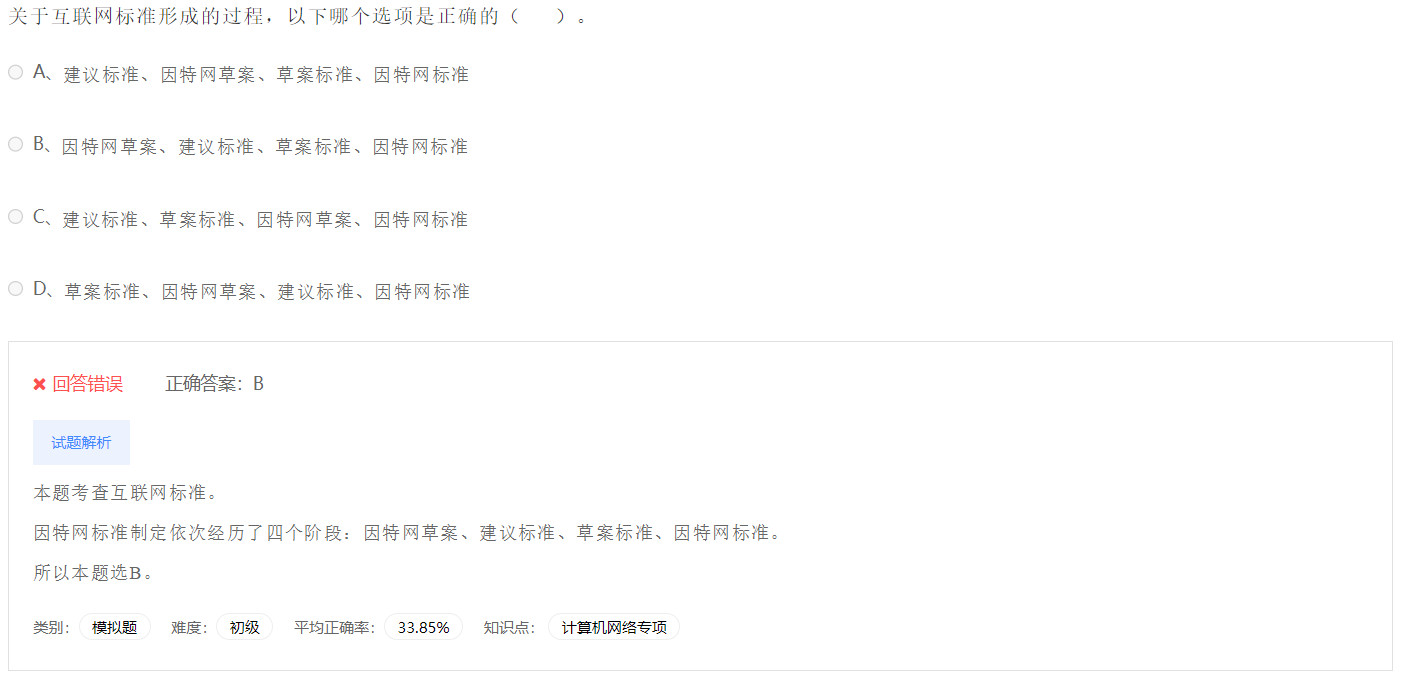 关于互联网标准形成的过程，以下哪个选项是正确的（　　）。
A、建议标准、因特网草案、草案标准、因特网标准
B、因特网草案、建议标准、草案标准、因特网标准
C、建议标准、草案标准、因特网草案、因特网标准
D、草案标准、因特网草案、建议标准、因特网标准
回答错误 正确答案：B
试题解析
本题考查互联网标准。
因特网标准制定依次经历了四个阶段：因特网草案、建议标准、草案标准、因特网标准。
所以本题选B。
类别： 模拟题 难度： 初级 平均正确率： 33.85% 知识点： 计算机网络专项